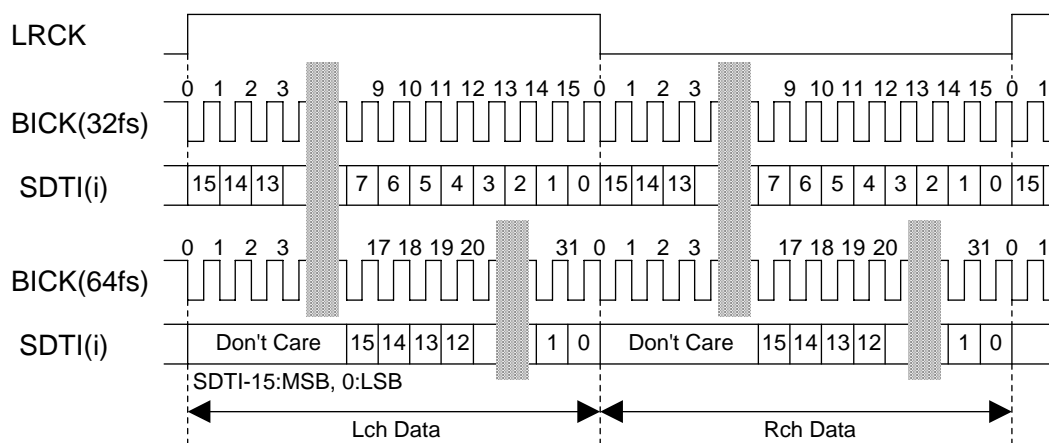 LRCK
0 1 2 3 9 10 11 12 13 14 15 0 1 2 3 9 10 11 12 13 14 15 0 1
BICK(32fs)
SDTI(i) 15 14 13 7 6 5 4 3 2 1 0 15 14 13 7 6 5 4 3 2 1 0 15
0 1 2 3 17 18 19 20 31 0 1 2 3 17 18 19 20 31 0 1
BICK(64fs)
SDTI(i) Don't Care 15 14 13 12 1 0 Don't Care 15 14 13 12 1 0
SDTI-15:MSB, 0:LSB
Lch Data Rch Data